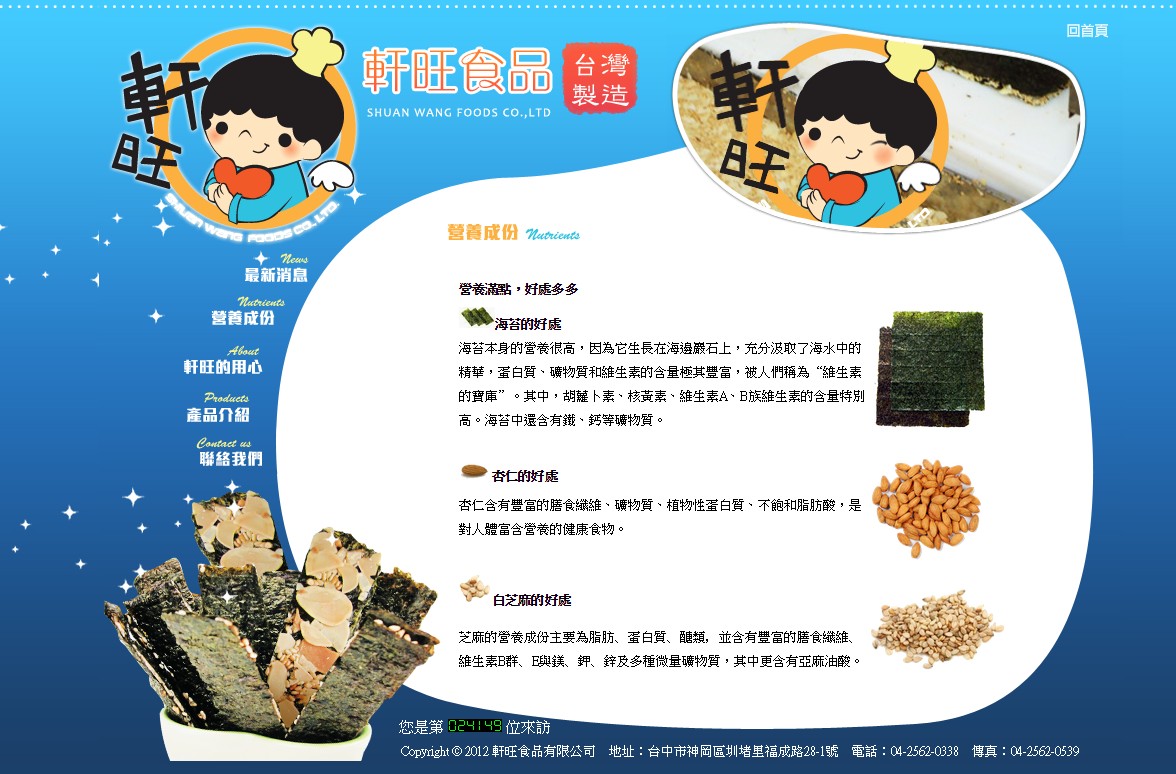 回首頁
軒旺
SHUAN WANG FOODS CO., LTD.
軒旺食品
SHUAN WANG FOODS CO.,LTD
台灣
製造
軒旺
營養成份 Nutrients
News
最新消息
Nutrients
營養成份
About
軒旺的用心
Products
產品介紹
Contact us
聯絡我們
營養滿點，好處多多
海苔的好處
海苔本身的營養很高，因為它生長在海邊巖石上，充分汲取了海水中的
精華，蛋白質、礦物質和維生素的含量極其豐富，被人們稱為“維生素
的寶庫”。其中，胡蘿卜素、核黃素、維生素A、B族維生素的含量特別
高。海苔中還含有鐵、鈣等礦物質。
杏仁的好處
杏仁含有豐富的膳食纖維、礦物質、植物性蛋白質、不飽和脂肪酸，是
對人體富含營養的健康食物。
白芝麻的好處
芝麻的營養成份主要為脂肪、蛋白質、醣類, 並含有豐富的膳食纖維、
維生素B群、E與鎂、鉀、鋅及多種微量礦物質，其中更含有亞麻油酸。
您是第 024149 位來訪
Copyright © 2012 軒旺食品有限公司 地址：台中市神岡區圳堵里福成路28-1號 電話：04-2562-0338 傳真：04-2562-0539